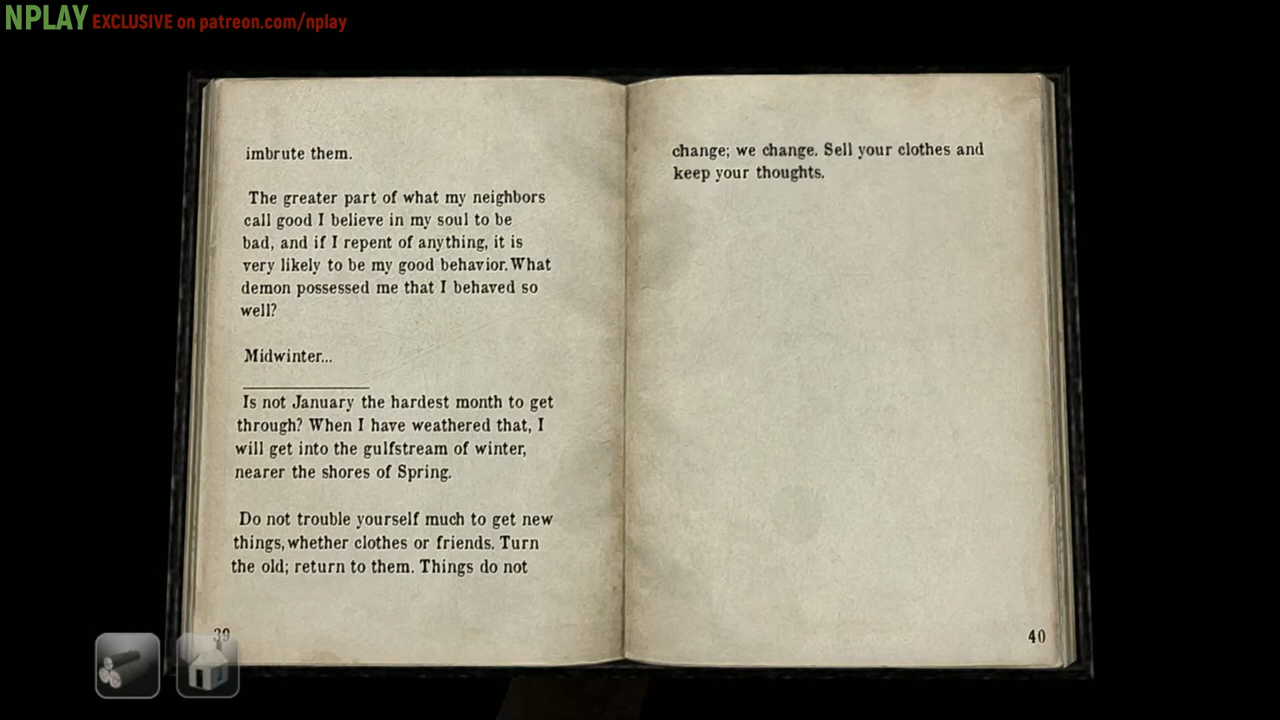 NPLAY EXCLUSIVE on patreon.com/nplay
imbrute them.
The greater part of what my neighbors
call good I believe in my soul to be
bad, and if I repent of anything, it is
very likely to be my good behavior. What
demon possessed me that I behaved so
well?
Midwinter...
Is not January the hardest month to get
through? When I have weathered that, I
will get into the gulfstream of winter,
nearer the shores of Spring.
Do not trouble yourself much to get new
things, whether clothes or friends. Turn
the old; return to them. Things do not
39
change; we change. Sell your clothes and
keep your thoughts.
40